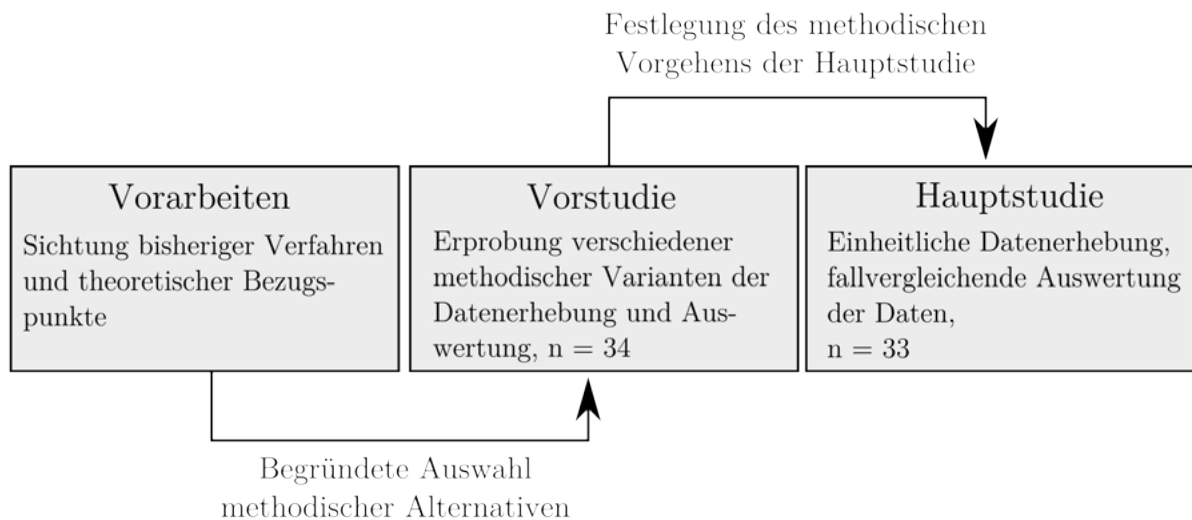 Festlegung des methodischen
Vorgehens der Hauptstudie
Vorarbeiten
Sichtung bisheriger Verfahren
und theoretischer Bezugs-
punkte
Vorstudie
Erprobung verschiedener
methodischer Varianten der
Datenerhebung und Aus-
wertung, n = 34
Hauptstudie
Einheitliche Datenerhebung,
fallvergleichende Auswertung
der Daten,
n = 33
Begründete Auswahl
methodischer Alternativen